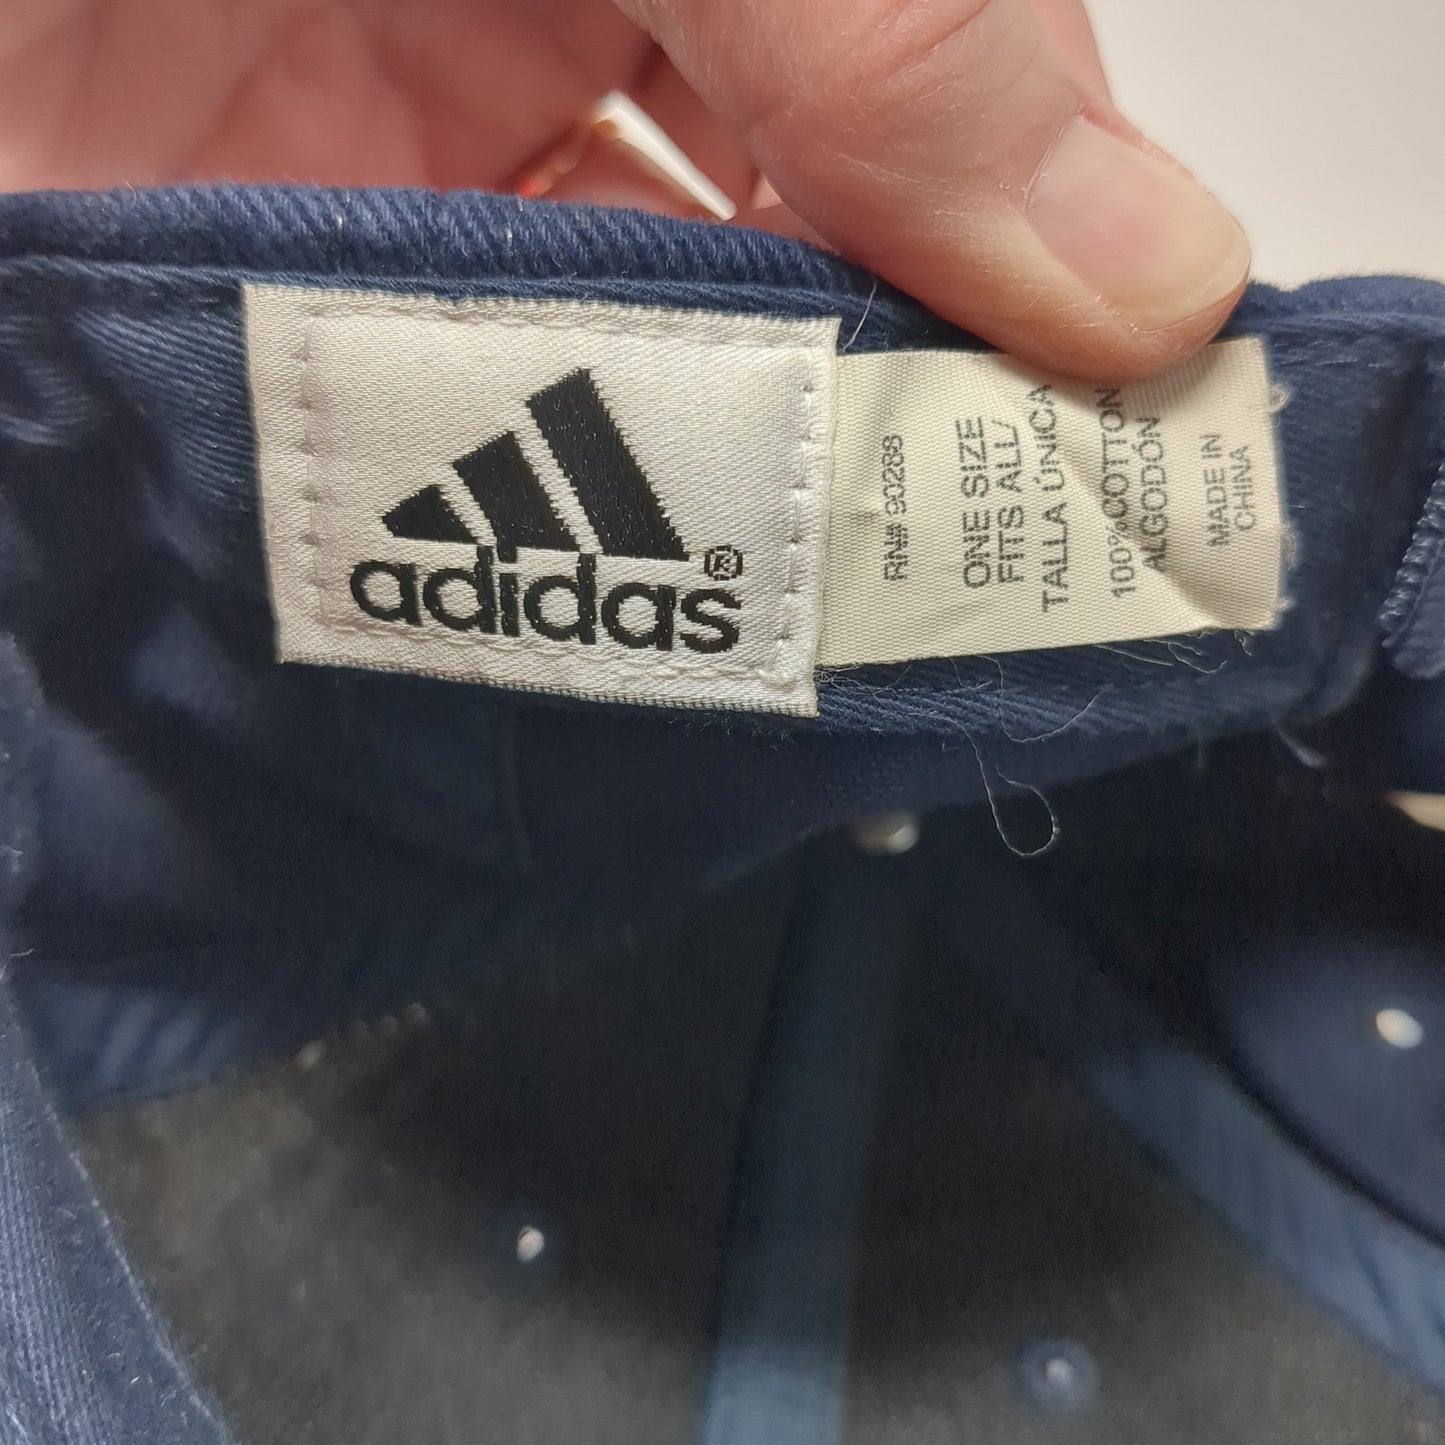 adidas®
RN# 90288
ONE SIZE
FITS ALL/
TALLA ÚNICA
100%COTTON
ALGODÓN
MADE IN
CHINA